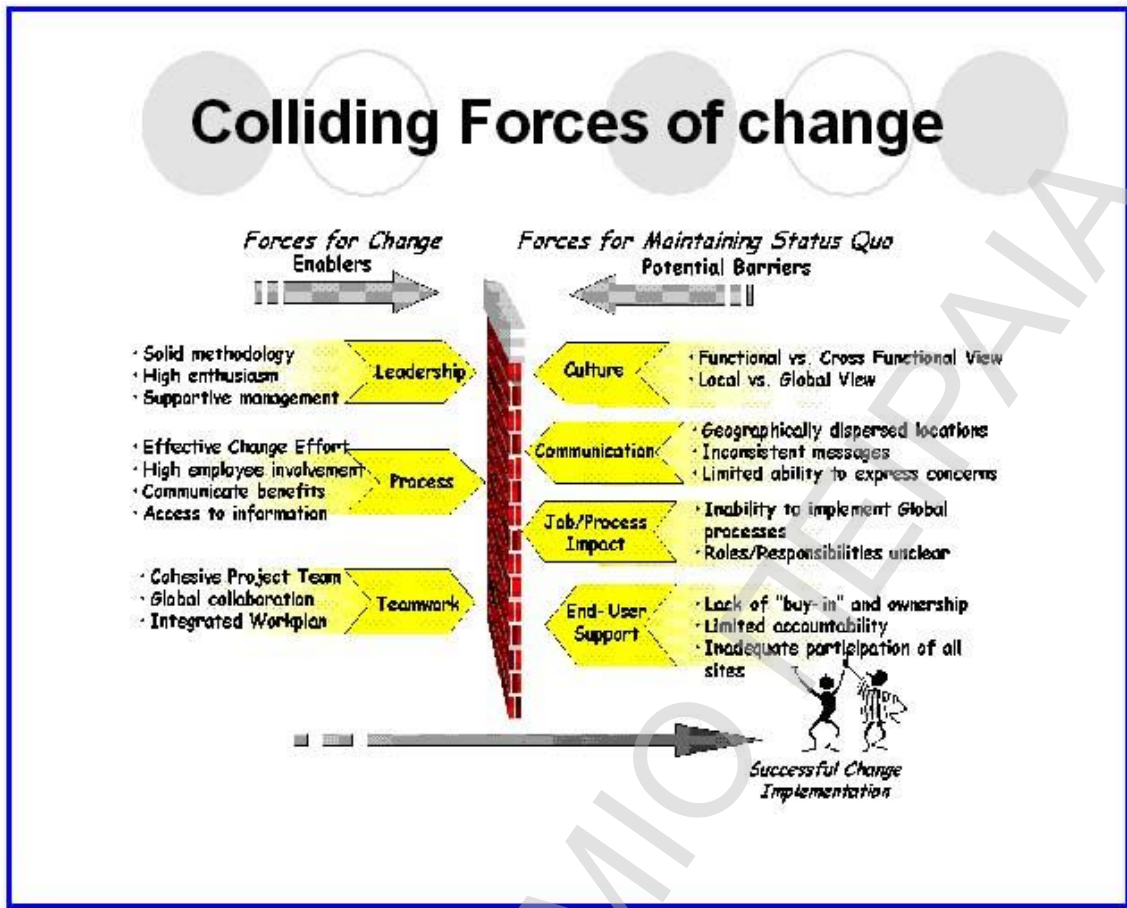 Colliding Forces of change
Forces for Change
Enablers
Forces for Maintaining Status Quo
Potential Barriers
· Solid methodology
· High enthusiasm
· Supportive management
Leadership
· Effective Change Effort
· High employee involvement
· Communicate benefits
· Access to information
Process
· Cohesive Project Team
· Global collaboration
· Integrated Workplan
Teamwork
Culture
· Functional vs. Cross Functional View
· Local vs. Global View
Communication
· Geographically dispersed locations
· Inconsistent messages
· Limited ability to express concerns
Job/Process
Impact
· Inability to implement Global
processes
· Roles/Responsibilities unclear
End-User
Support
· Lack of "buy-in" and ownership
· Limited accountability
· Inadequate participation of all
sites
Successful Change
Implementation
ΠΕΙΡΑΙΑ